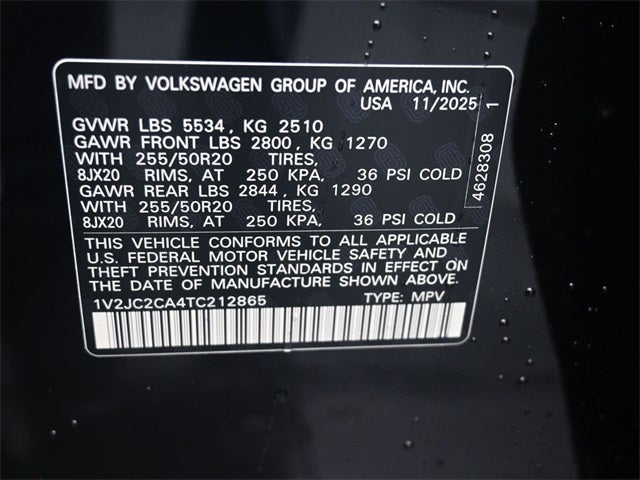 MFD BY VOLKSWAGEN GROUP OF AMERICA, INC.
USA 11/2025
GVWR LBS 5534 , KG 2510
GAWR FRONT LBS 2800 , KG 1270
WITH 255/50R20 TIRES,
8JX20 RIMS, AT 250 KPA, 36 PSI COLD
GAWR REAR LBS 2844 , KG 1290
WITH 255/50R20 TIRES,
8JX20 RIMS, AT 250 KPA, 36 PSI COLD
THIS VEHICLE CONFORMS TO ALL APPLICABLE
U.S. FEDERAL MOTOR VEHICLE SAFETY AND
THEFT PREVENTION STANDARDS IN EFFECT ON
THE DATE OF MANUFACTURE SHOWN ABOVE.
1V2JC2CA4TC212865 TYPE: MPV
4628308 1